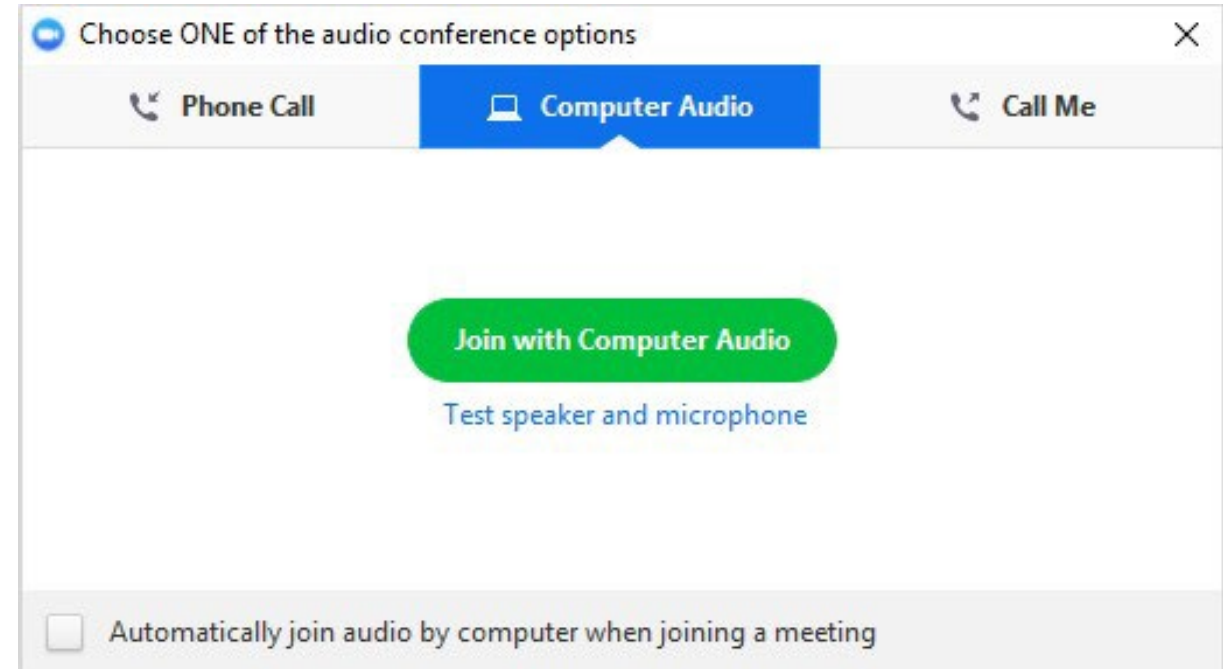 Choose ONE of the audio conference options
Phone Call
Computer Audio
Call Me
Join with Computer Audio
Test speaker and microphone
Automatically join audio by computer when joining a meeting